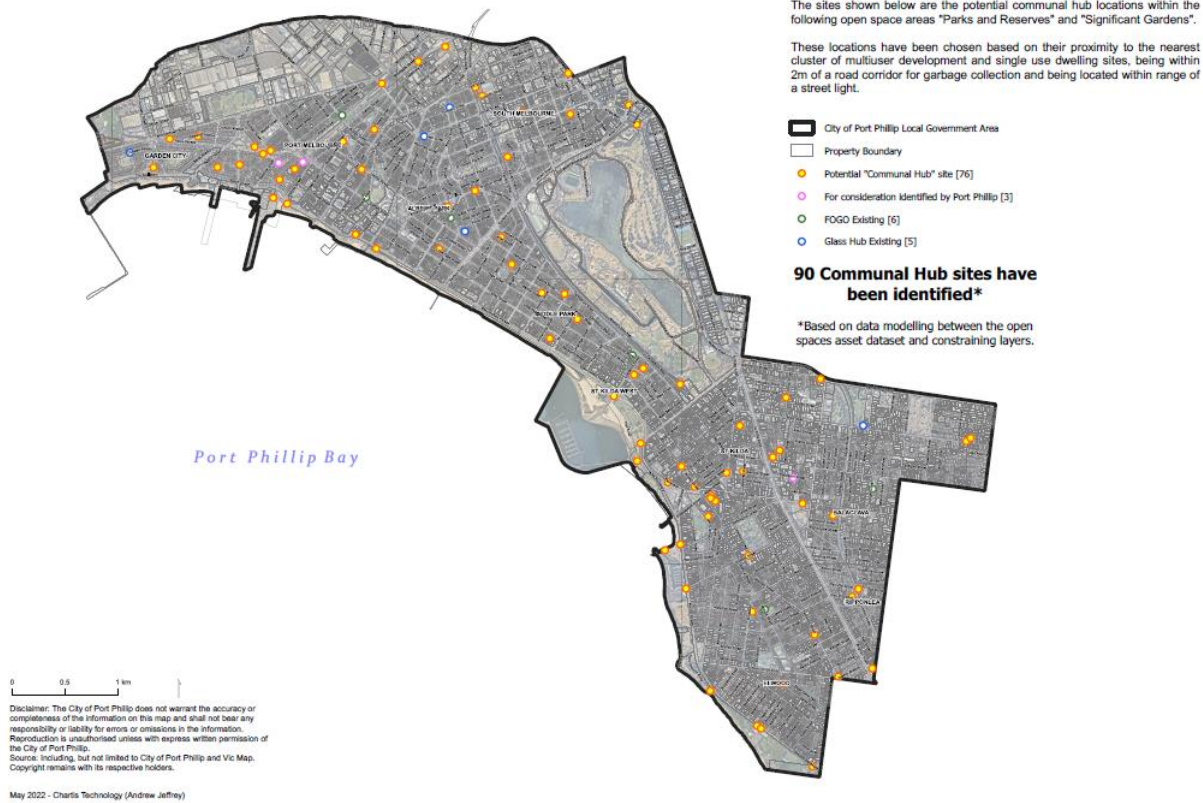 The sites shown below are the potential communal hub locations within the
following open space areas "Parks and Reserves" and "Significant Gardens".
These locations have been chosen based on their proximity to the nearest
cluster of multiuser development and single use dwelling sites, being within
2m of a road corridor for garbage collection and being located within range of
a street light.
City of Port Phillip Local Government Area
Property Boundary
Potential "Communal Hub" site [76]
For consideration identified by Port Phillip [3]
FOGO Existing [6]
Glass Hub Existing [5]
90 Communal Hub sites have
been identified*
*Based on data modelling between the open
spaces asset dataset and constraining layers.
SOUTH MELBOURNE
PORT MELBOURNE
GARDEN CITY
ALBERT PARK
MIDDLE PARK
ST KILDA WEST
ST KILDA
BALACLAVA
RIPPONLEA
ELWOOD
Port Phillip Bay
0 0.5 1 km
Disclaimer: The City of Port Phillip does not warrant the accuracy or
completeness of the information on this map and shall not bear any
responsibility or liability for errors or omissions in the information.
Reproduction is unauthorised unless with express written permission of
the City of Port Phillip.
Source: Including, but not limited to City of Port Phillip and Vic Map.
Copyright remains with its respective holders.
May 2022 - Chartis Technology (Andrew Jeffrey)